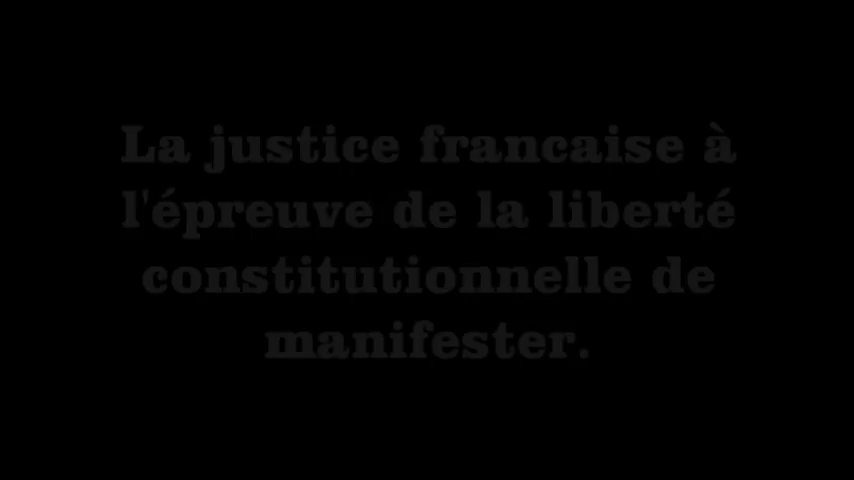 La justice francaise à
l'épreuve de la liberté
constitutionnelle de
manifester.